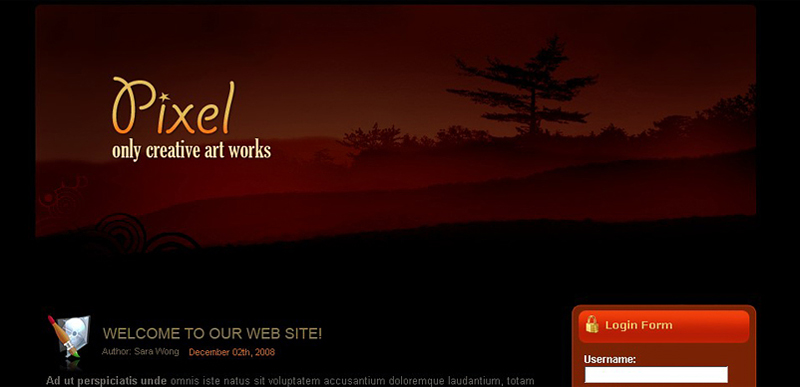 Pixel
only creative art works
WELCOME TO OUR WEB SITE!
Author: Sara Wong December 02th, 2008
Ad ut perspiciatis unde omnis iste natus sit voluptatem accusantium doloremque laudantium, totam
Login Form
Username: